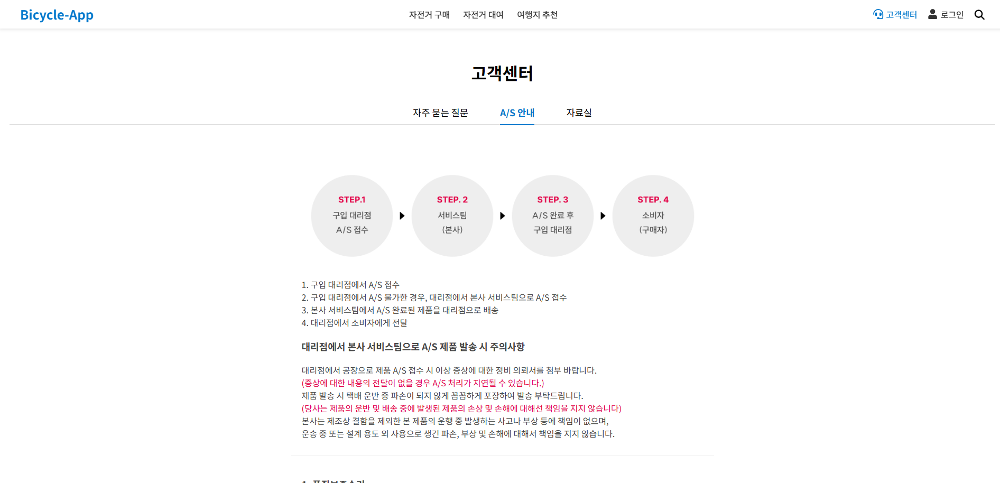 Bicycle-App
자전거 구매
자전거 대여
여행지 추천
고객센터
로그인
고객센터
자주 묻는 질문
A/S 안내
자료실
STEP.1
구입 대리점
A/S 접수
STEP. 2
서비스팀
(본사)
STEP. 3
A/S 완료 후
구입 대리점
STEP. 4
소비자
(구매자)
1. 구입 대리점에서 A/S 접수
2. 구입 대리점에서 A/S 불가한 경우, 대리점에서 본사 서비스팀으로 A/S 접수
3. 본사 서비스팀에서 A/S 완료된 제품을 대리점으로 배송
4. 대리점에서 소비자에게 전달
대리점에서 본사 서비스팀으로 A/S 제품 발송 시 주의사항
대리점에서 공장으로 제품 A/S 접수 시 이상 증상에 대한 정비 의뢰서를 첨부 바랍니다.
(증상에 대한 내용의 전달이 없을 경우 A/S 처리가 지연될 수 있습니다.)
제품 발송 시 택배 운반 중 파손이 되지 않게 꼼꼼하게 포장하여 발송 부탁드립니다.
(당사는 제품의 운반 및 배송 중에 발생된 제품의 손상 및 손해에 대해선 책임을 지지 않습니다)
본사는 제조상 결함을 제외한 본 제품의 운행 중 발생하는 사고나 부상 등에 책임이 없으며,
운송 중 또는 설계 용도 외 사용으로 생긴 파손, 부상 및 손해에 대해서 책임을 지지 않습니다.